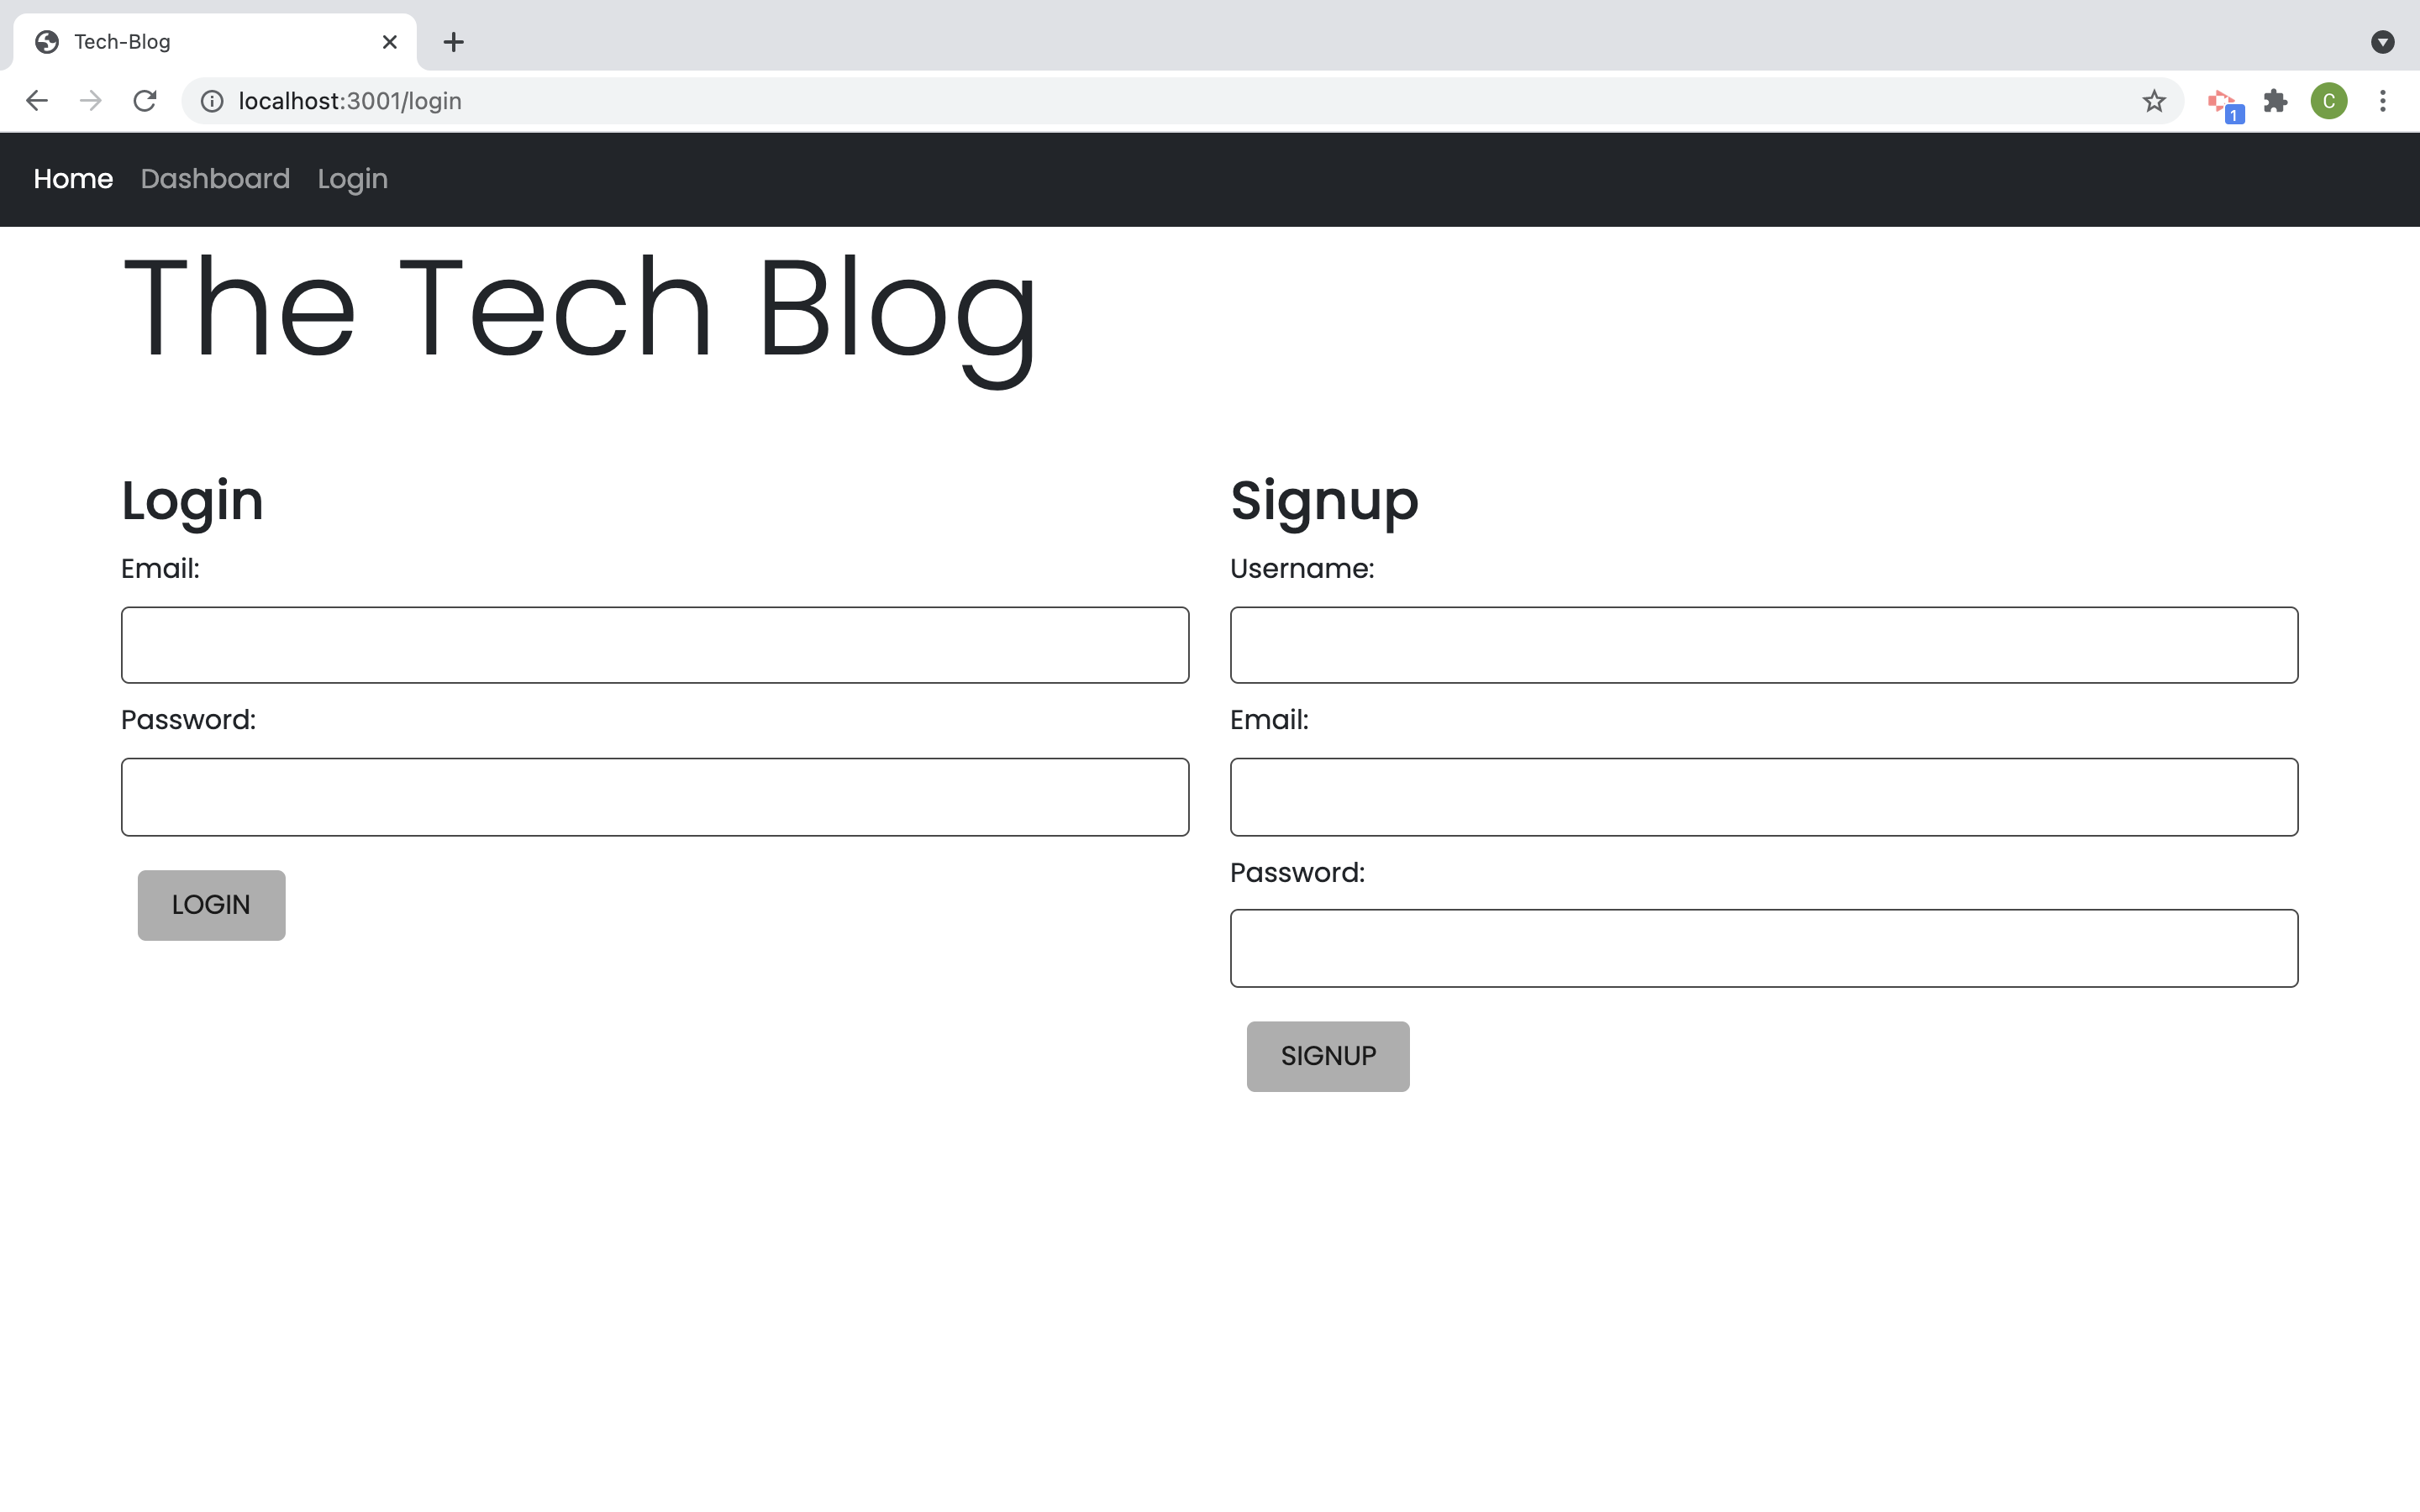 Tech-Blog
localhost:3001/login
C
1
Home Dashboard Login
The Tech Blog
Login
Email:
Password:
LOGIN
Signup
Username:
Email:
Password:
SIGNUP